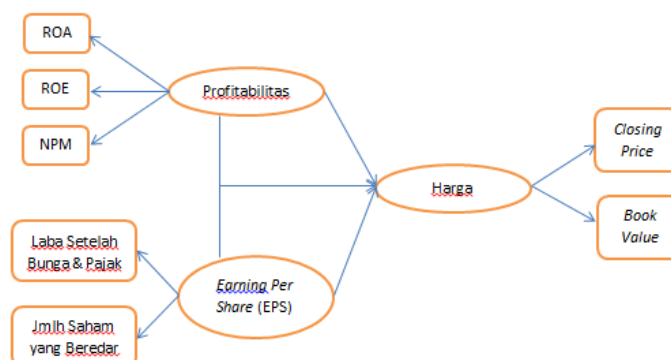 ROA
ROE
NPM
Profitabilitas
Harga
Closing
Price
Book
Value
Laba Setelah
Bunga & Pajak
Earning Per
Share (EPS)
Jmlh Saham
yang Beredar